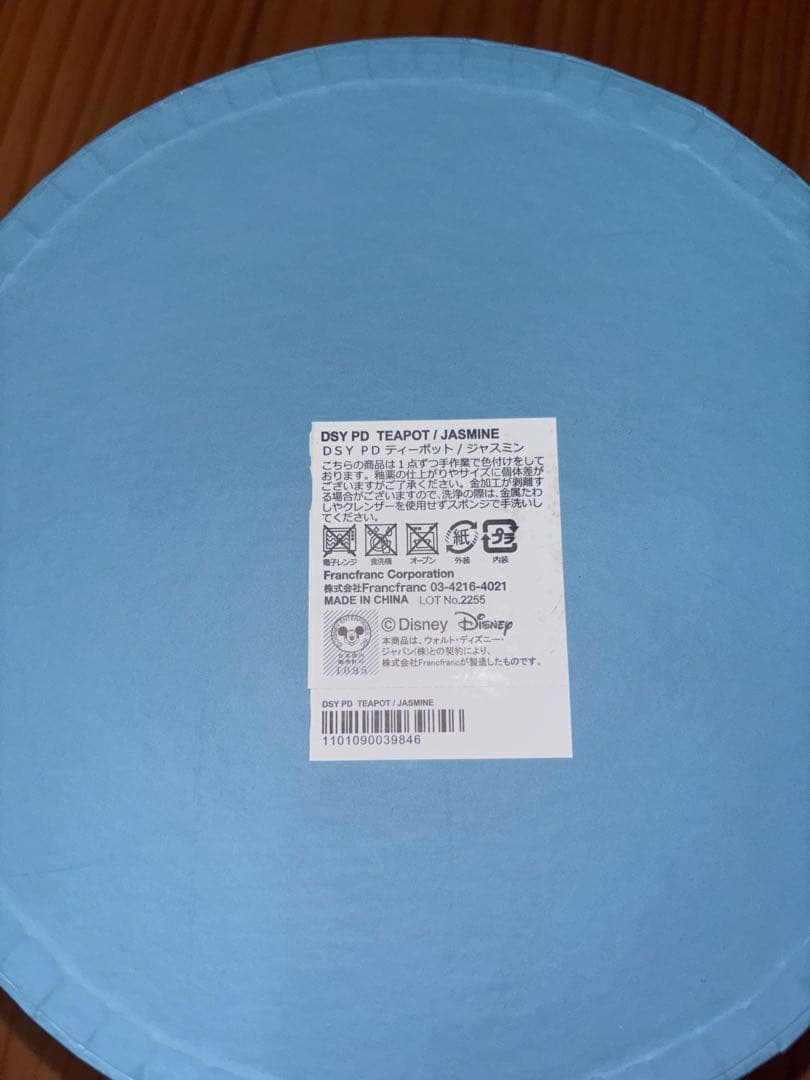 DSY PD TEAPOT / JASMINE
ＤＳＹ ＰＤ ティーポット / ジャスミン
こちらの商品は１点ずつ手作業で色付けをして
おります。釉薬の仕上がりやサイズに個体差が
ございますがご了承ください。金加工が剥離す
る場合がございますので、洗浄の際は、金属たわ
しやクレンザーを使用せずスポンジで手洗いし
てください。
紙 プラ
電子レンジ 食洗機 オーブン 外装 内装
Francfranc Corporation
株式会社Francfranc 03-4216-4021
MADE IN CHINA LOT No.2255
©Disney Disney
本商品は、ウォルト・ディズニー・
ジャパン(株)との契約により、
株式会社Francfrancが製造したものです。
DSY PD TEAPOT / JASMINE
1101090039846